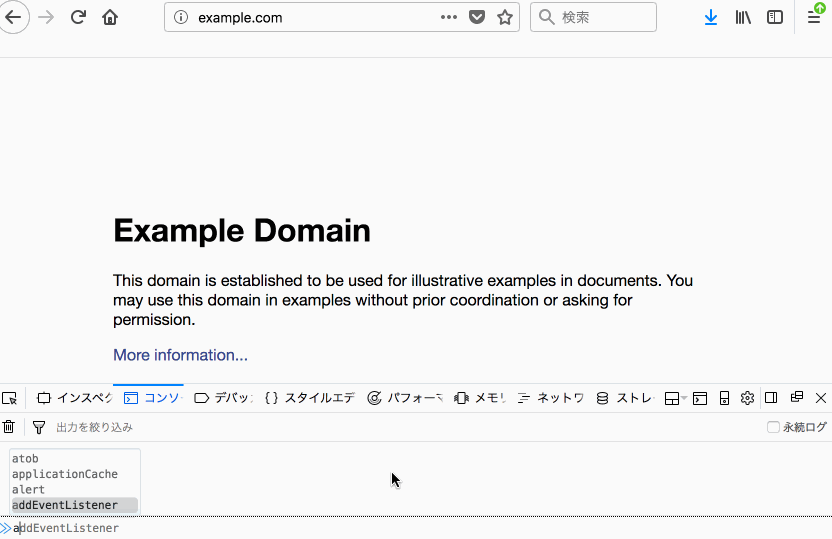 example.com
検索
Example Domain
This domain is established to be used for illustrative examples in documents. You
may use this domain in examples without prior coordination or asking for
permission.
More information...
インスペク
コンソ
デバッ
スタイルエデ
パフォーマ
メモリ
ネットワ
ストレ
出力を絞り込み
永続ログ
atob
applicationCache
alert
addEventListener
addEventListener